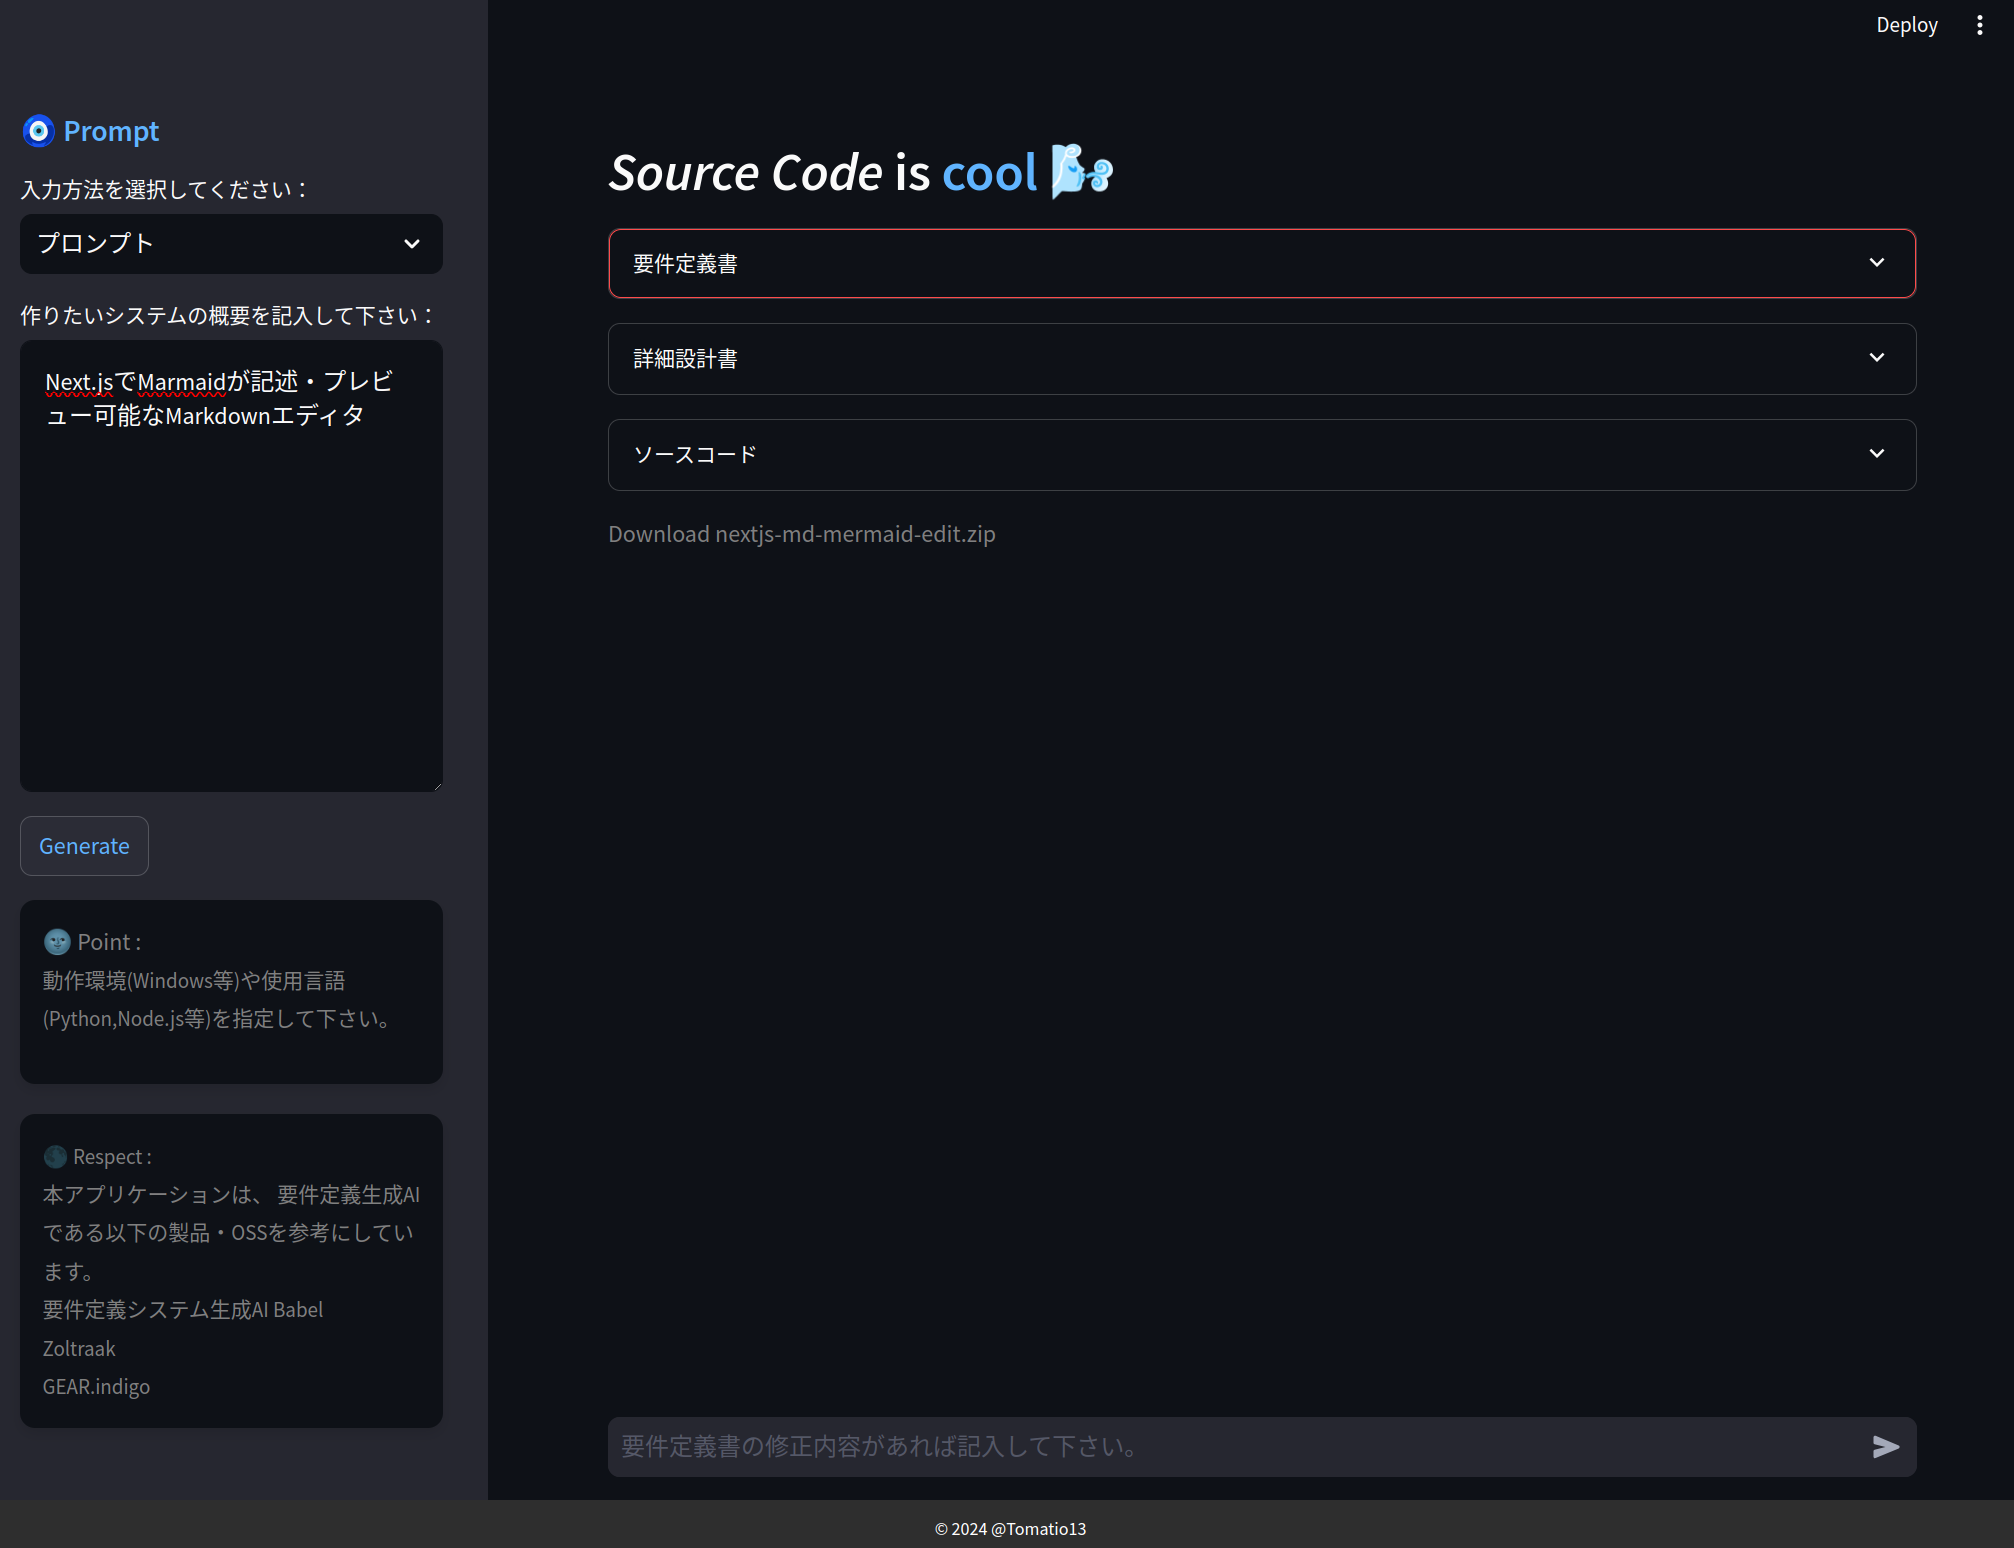 Deploy
Prompt
入力方法を選択してください：
プロンプト
作りたいシステムの概要を記入して下さい：
Next.jsでMarmaidが記述・プレビ
ュー可能なMarkdownエディタ
Generate
Point :
動作環境(Windows等)や使用言語
(Python,Node.js等)を指定して下さい。
Respect :
本アプリケーションは、 要件定義生成AI
である以下の製品・OSSを参考にしてい
ます。
要件定義システム生成AI Babel
Zoltraak
GEAR.indigo
Source Code is cool
要件定義書
詳細設計書
ソースコード
Download nextjs-md-mermaid-edit.zip
要件定義書の修正内容があれば記入して下さい。
© 2024 @Tomatio13